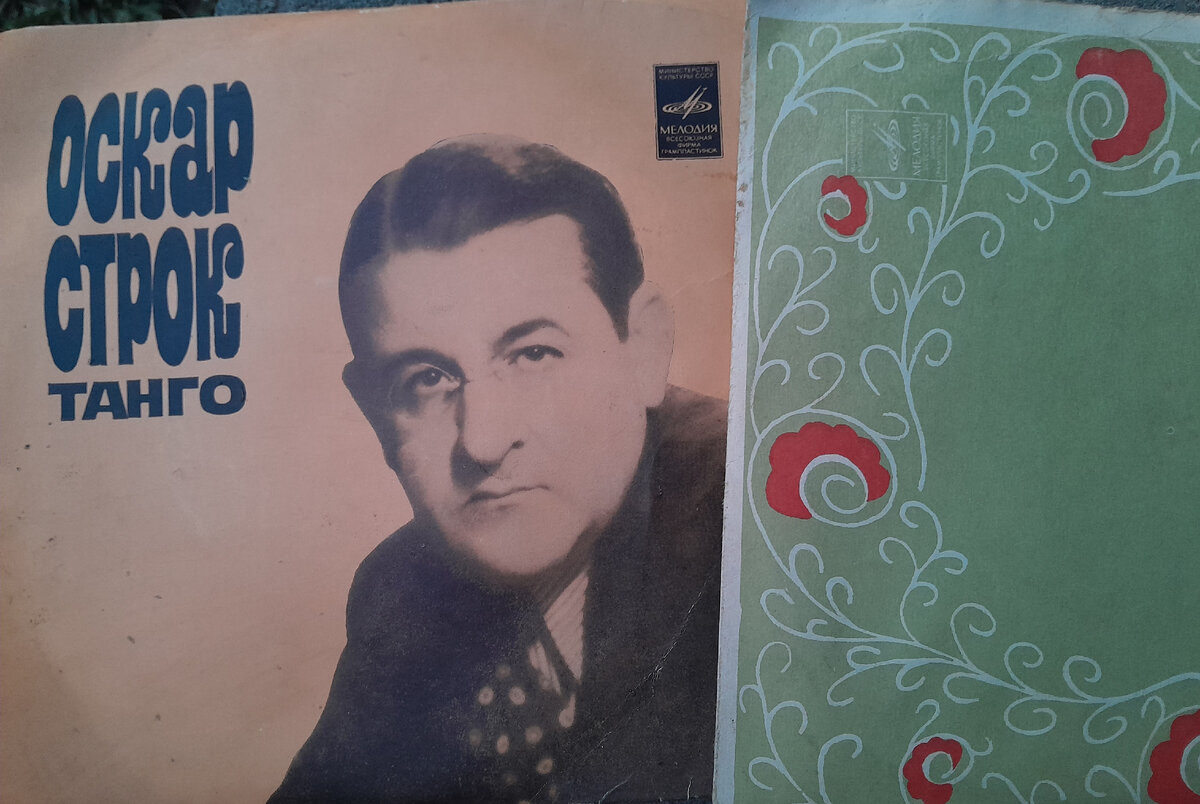 ОСКАР
СТРОК
ТАНГО
МИНИСТЕРСТВО
КУЛЬТУРЫ СССР
МЕЛОДИЯ
ВСЕСОЮЗНАЯ
ФИРМА
ГРАМПЛАСТИНОК
МЕЛОДИЯ